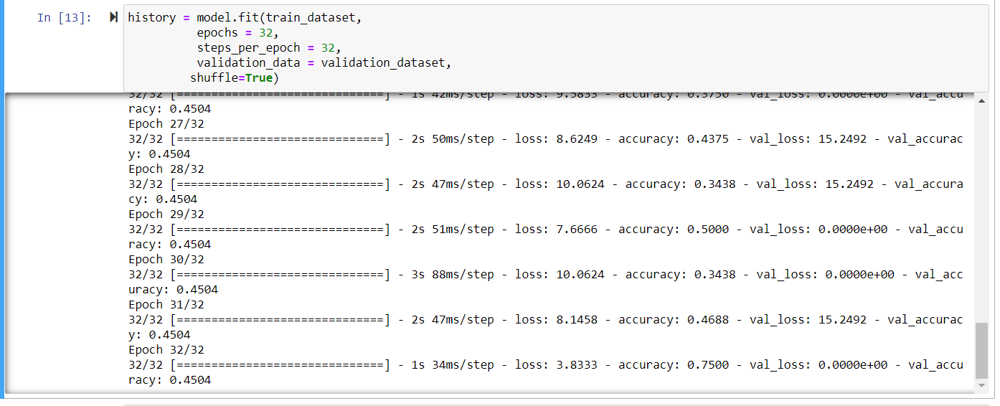 In [13]:
history = model.fit(train_dataset,
epochs = 32,
steps_per_epoch = 32,
validation_data = validation_dataset,
shuffle=True)
32/32 [==============================] - 1s 42ms/step - loss: 9.5833 - accuracy: 0.3750 - val_loss: 0.0000e+00 - val_accu
racy: 0.4504
Epoch 27/32
32/32 [==============================] - 2s 50ms/step - loss: 8.6249 - accuracy: 0.4375 - val_loss: 15.2492 - val_accurac
y: 0.4504
Epoch 28/32
32/32 [==============================] - 2s 47ms/step - loss: 10.0624 - accuracy: 0.3438 - val_loss: 15.2492 - val_accura
cy: 0.4504
Epoch 29/32
32/32 [==============================] - 2s 51ms/step - loss: 7.6666 - accuracy: 0.5000 - val_loss: 0.0000e+00 - val_accu
racy: 0.4504
Epoch 30/32
32/32 [==============================] - 3s 88ms/step - loss: 10.0624 - accuracy: 0.3438 - val_loss: 0.0000e+00 - val_acc
uracy: 0.4504
Epoch 31/32
32/32 [==============================] - 2s 47ms/step - loss: 8.1458 - accuracy: 0.4688 - val_loss: 15.2492 - val_accurac
y: 0.4504
Epoch 32/32
32/32 [==============================] - 1s 34ms/step - loss: 3.8333 - accuracy: 0.7500 - val_loss: 0.0000e+00 - val_accu
racy: 0.4504